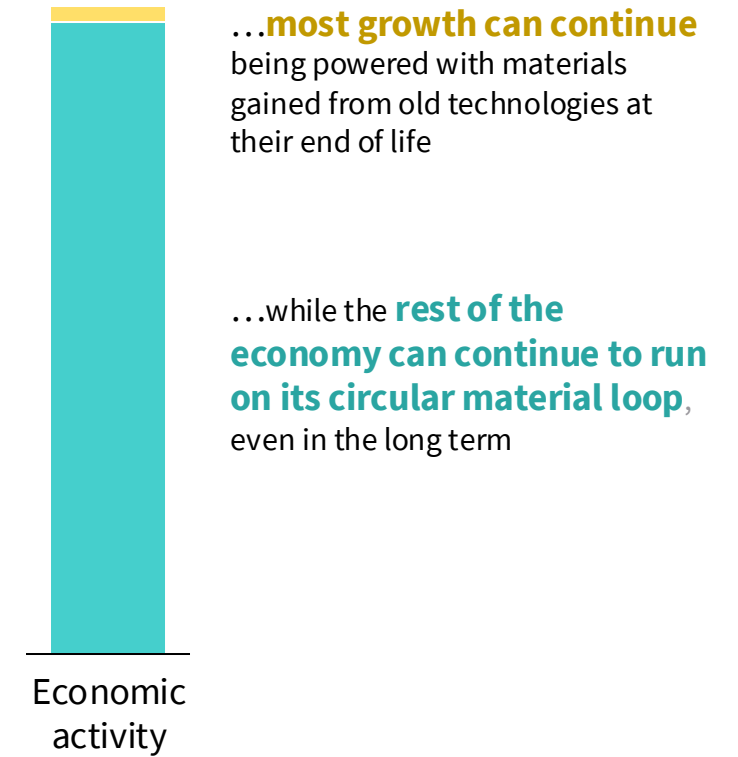 …most growth can continue
being powered with materials
gained from old technologies at
their end of life
…while the rest of the
economy can continue to run
on its circular material loop,
even in the long term
Economic
activity